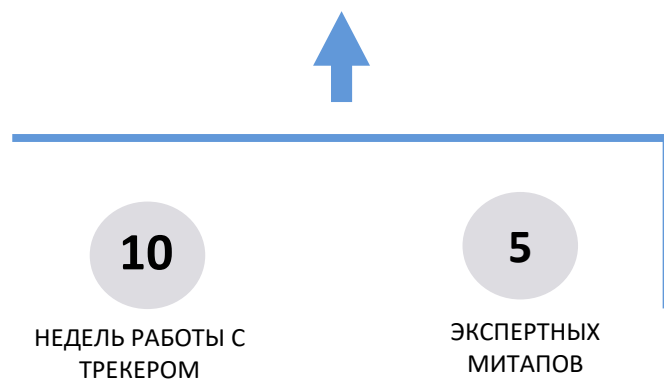 10
НЕДЕЛЬ РАБОТЫ С
ТРЕКЕРОМ
5
ЭКСПЕРТНЫХ
МИТАПОВ